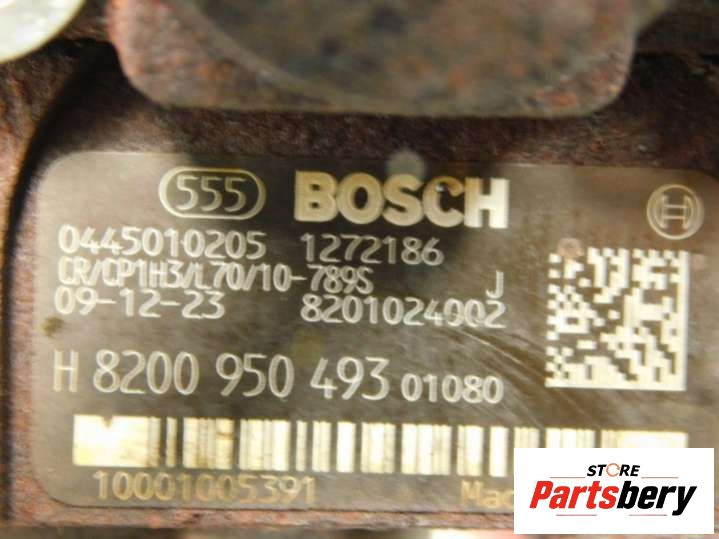 555 BOSCH
0445010205 1272186
CR/CP1H3/L70/10-789S J
09-12-23 8201024002
H 8200 950 493 01080
10001005391
STORE
Partsbery